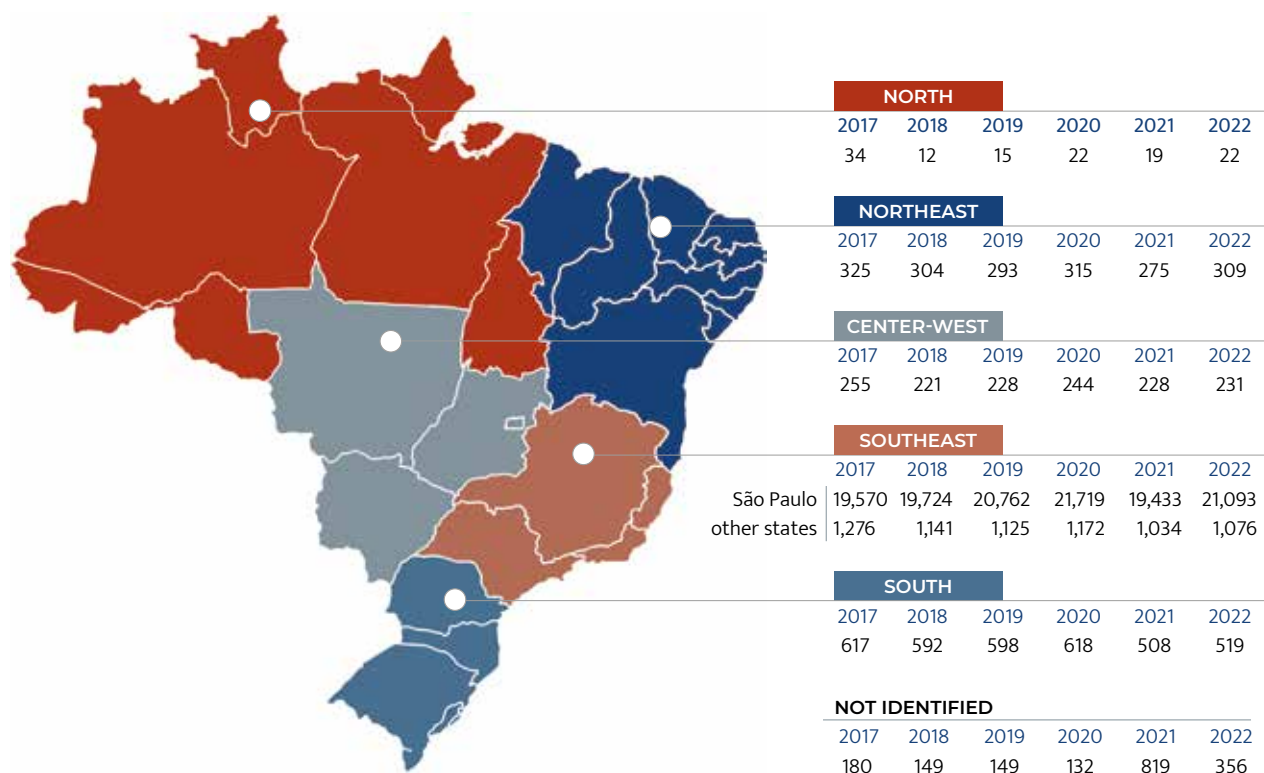 NORTH
2017 2018 2019 2020 2021 2022
34 12 15 22 19 22
NORTHEAST
2017 2018 2019 2020 2021 2022
325 304 293 315 275 309
CENTER-WEST
2017 2018 2019 2020 2021 2022
255 221 228 244 228 231
SOUTHEAST
2017 2018 2019 2020 2021 2022
São Paulo 19,570 19,724 20,762 21,719 19,433 21,093
other states 1,276 1,141 1,125 1,172 1,034 1,076
SOUTH
2017 2018 2019 2020 2021 2022
617 592 598 618 508 519
NOT IDENTIFIED
2017 2018 2019 2020 2021 2022
180 149 149 132 819 356